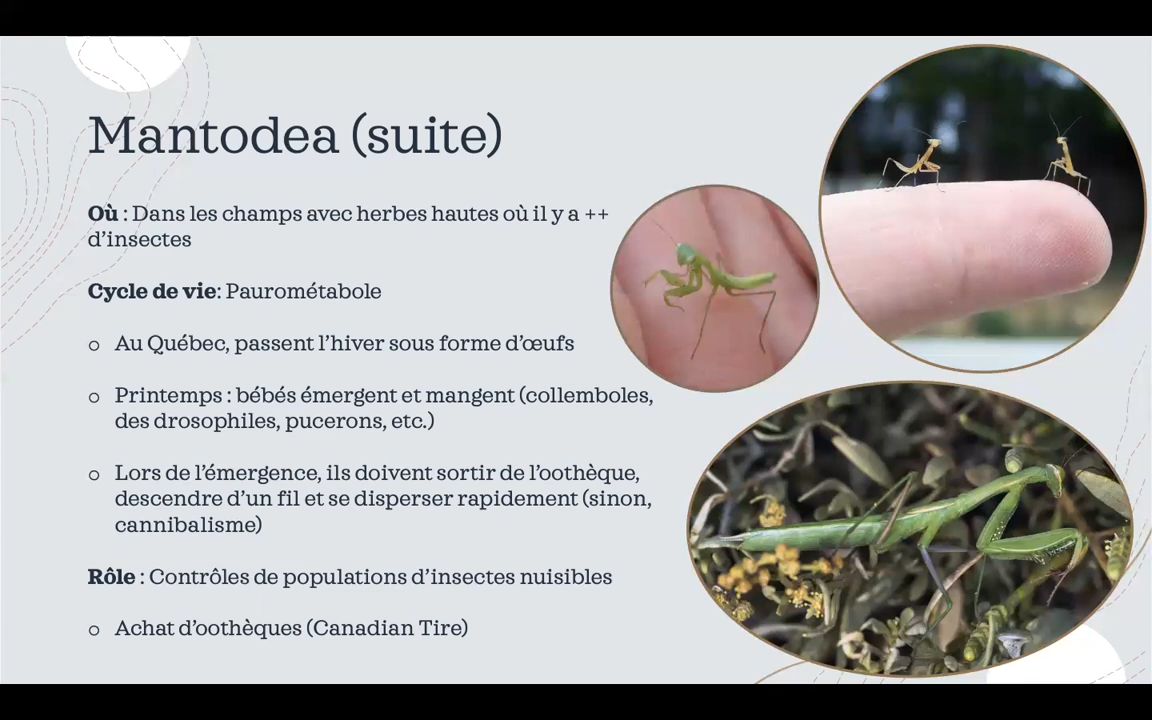 Mantodea (suite)
Où : Dans les champs avec herbes hautes où il y a ++
d’insectes
Cycle de vie: Paurométabole
Au Québec, passent l’hiver sous forme d’œufs
Printemps : bébés émergent et mangent (collemboles,
des drosophiles, pucerons, etc.)
Lors de l’émergence, ils doivent sortir de l’oothèque,
descendre d’un fil et se disperser rapidement (sinon,
cannibalisme)
Rôle : Contrôles de populations d’insectes nuisibles
Achat d’oothèques (Canadian Tire)